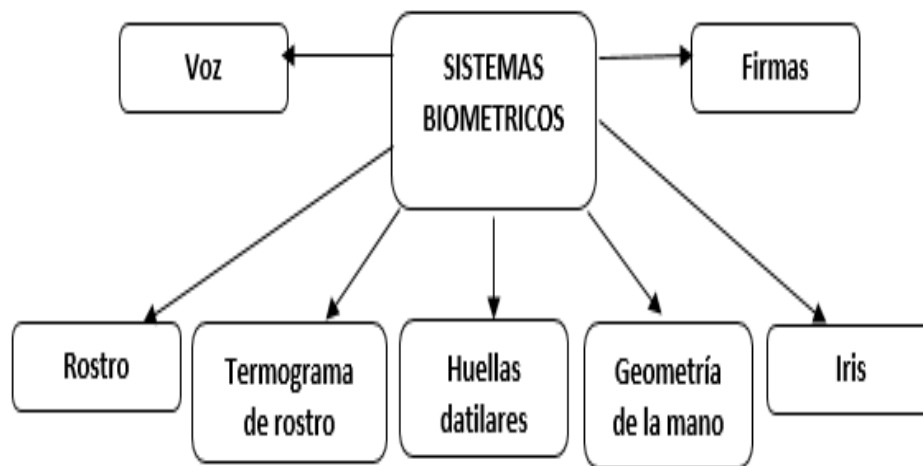 Voz
SISTEMAS
BIOMETRICOS
Firmas
Rostro
Termograma
de rostro
Huellas
datilares
Geometría
de la mano
Iris